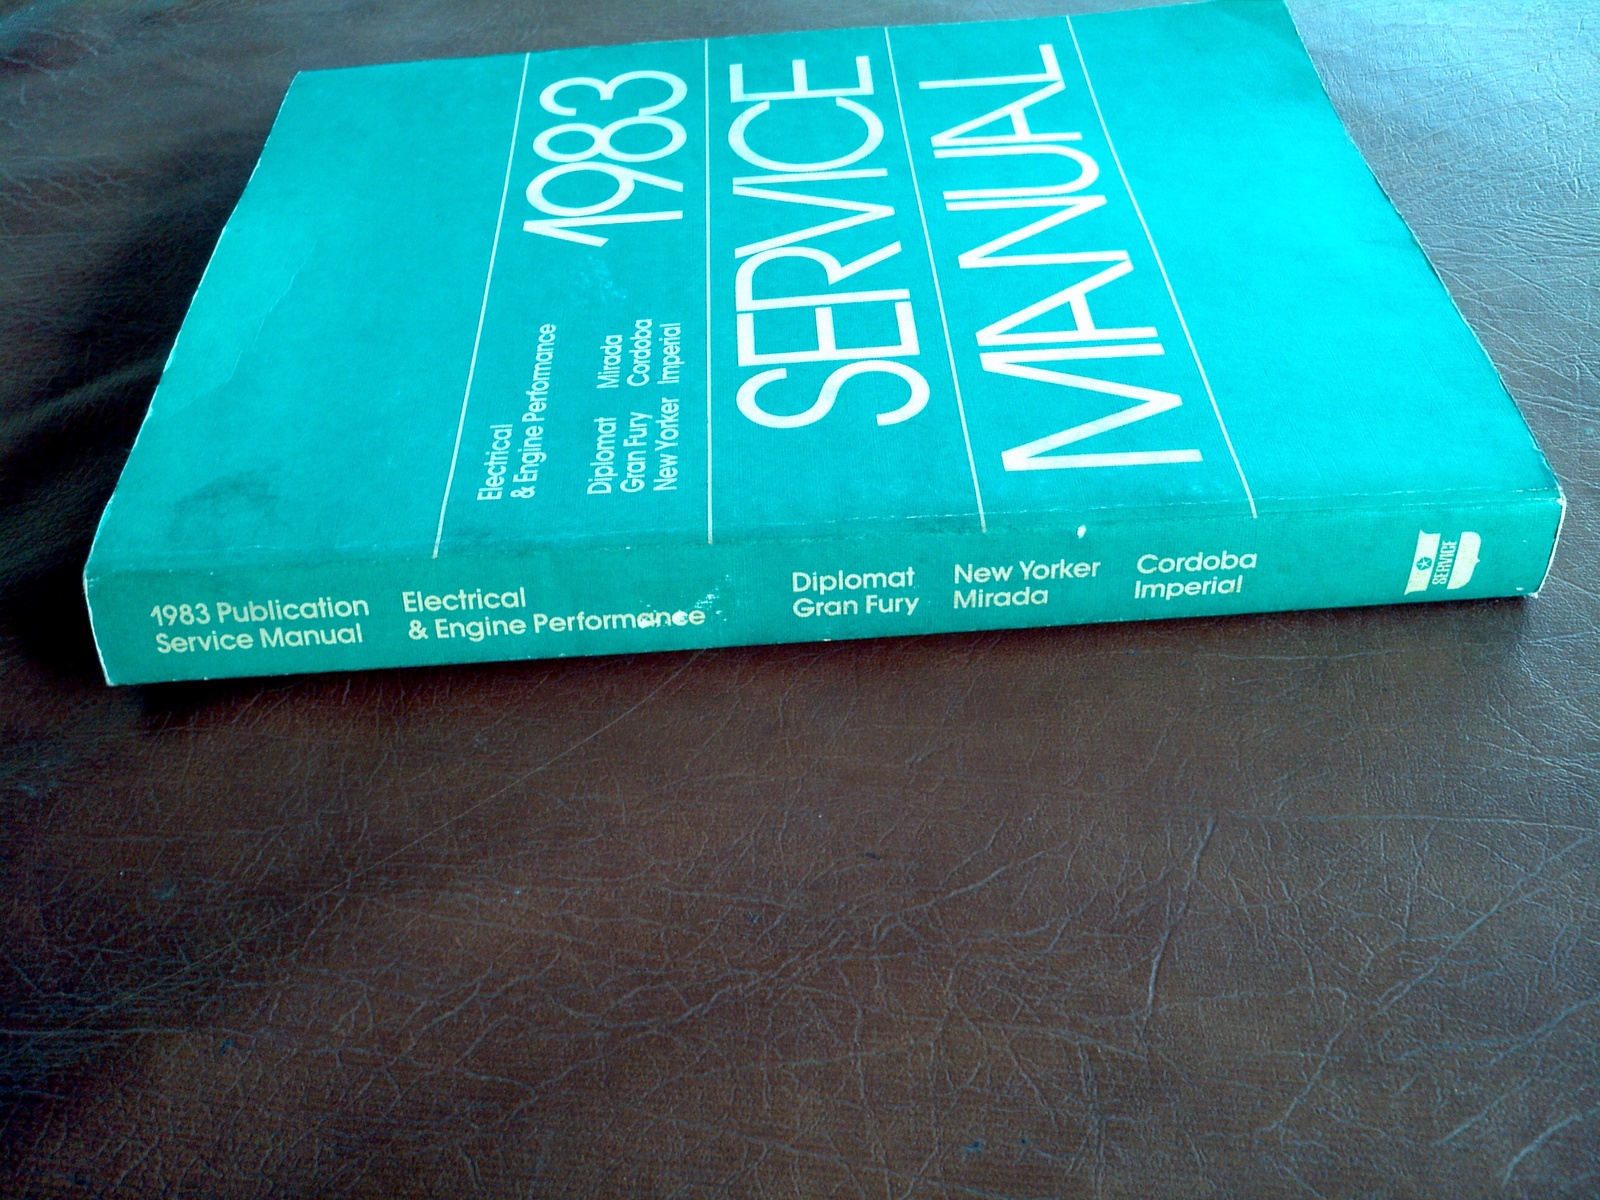 1983
SERVICE
MANUAL
Electrical
& Engine Performance
Diplomat Mirada
Gran Fury Cordoba
New Yorker Imperial
1983 Publication
Service Manual
Electrical
& Engine Performance
Diplomat
Gran Fury
New Yorker
Mirada
Cordoba
Imperial
SERVICE